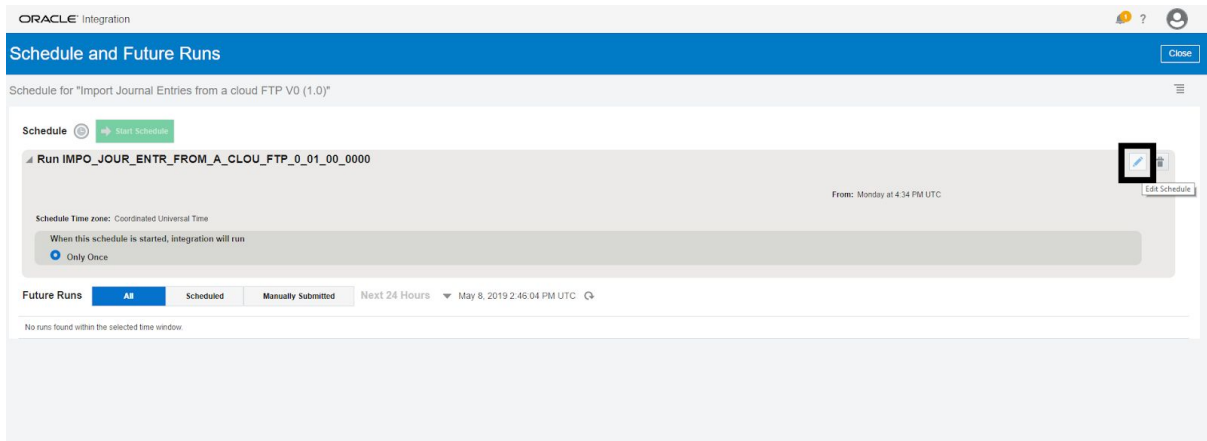 ORACLE® Integration
1 ?
Schedule and Future Runs Close
Schedule for "Import Journal Entries from a cloud FTP V0 (1.0)"
Schedule Start Schedule
Run IMPO_JOUR_ENTR_FROM_A_CLOU_FTP_0_01_00_0000
Edit Schedule
From: Monday at 4:34 PM UTC
Schedule Time zone: Coordinated Universal Time
When this schedule is started, integration will run
Only Once
Future Runs All Scheduled Manually Submitted Next 24 Hours May 8, 2019 2:46:04 PM UTC
No runs found within the selected time window.